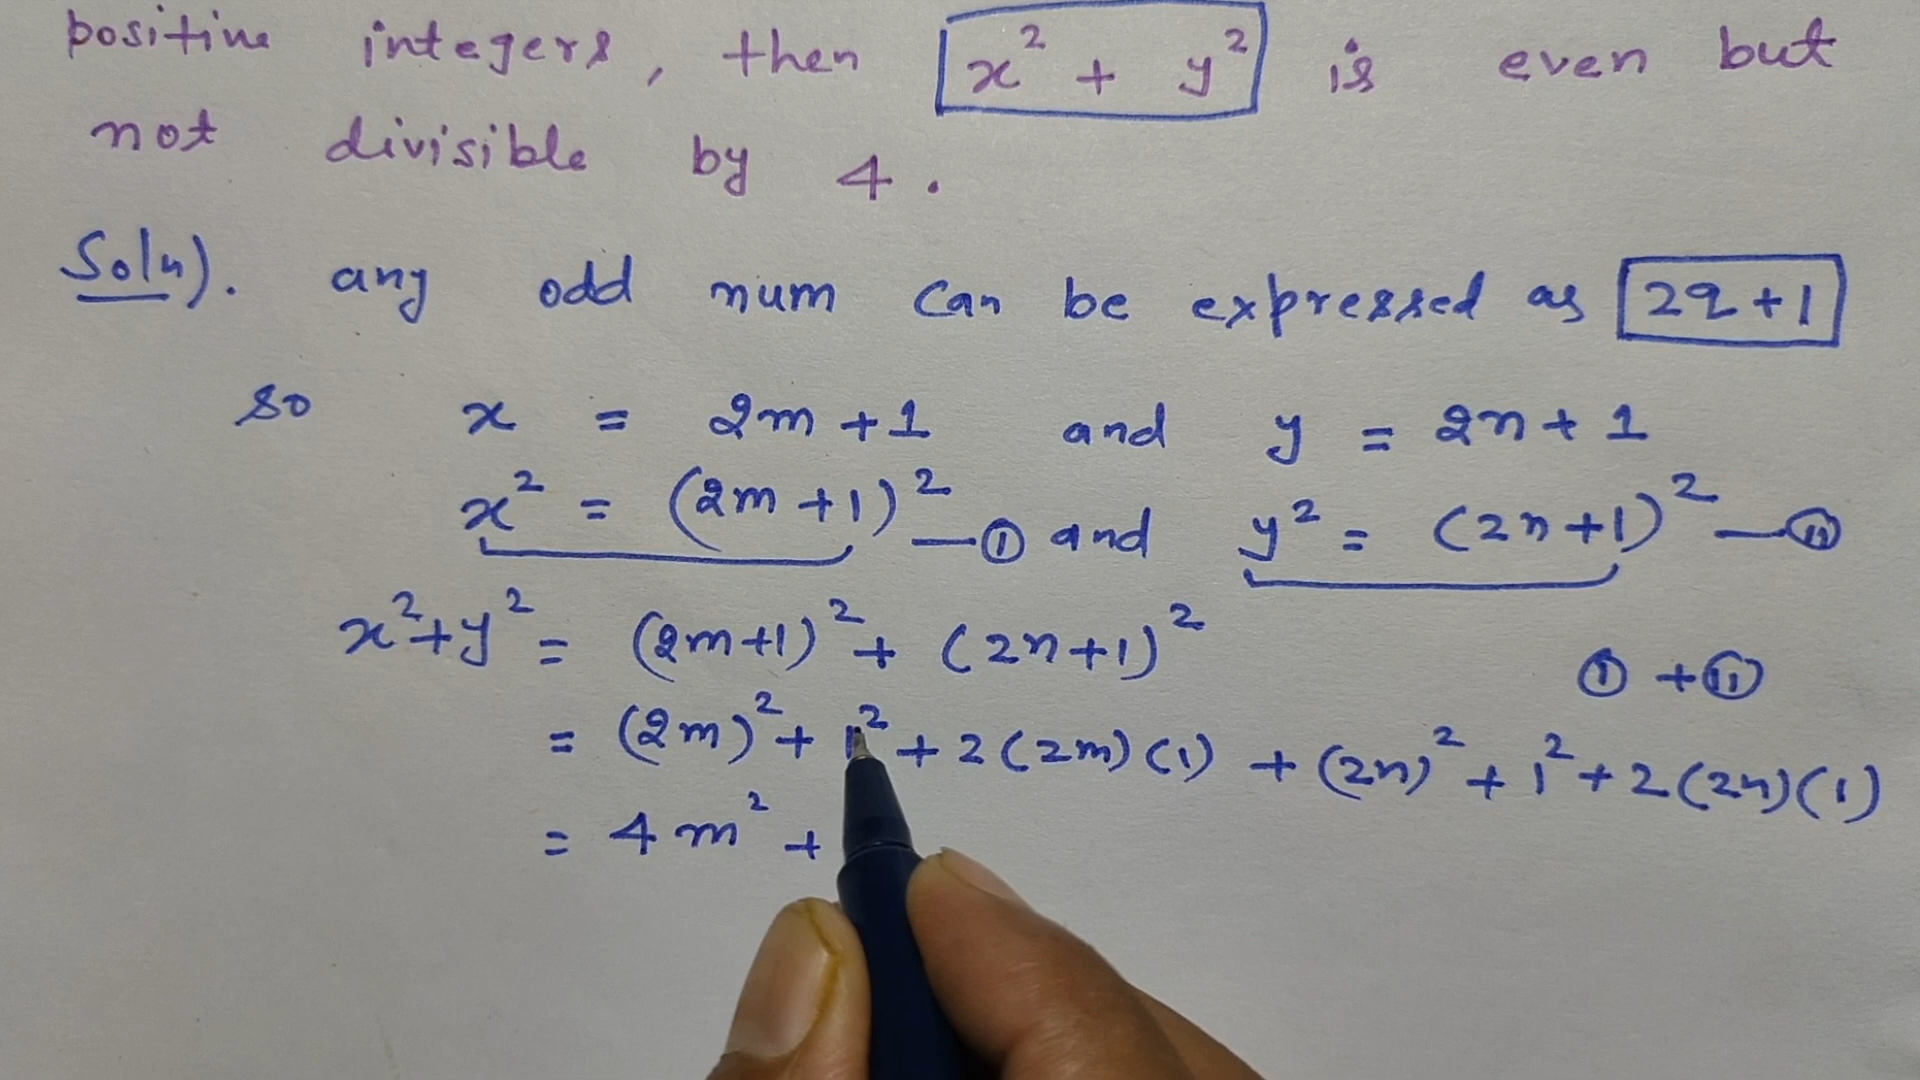 positive integers, then x² + y² is even but
not divisible by 4.
Soln). any odd num can be expressed as 2q+1
so x = 2m+1 and y = 2n+1
x² = (2m+1)² — ① and y² = (2n+1)² — ⑪
x²+y² = (2m+1)² + (2n+1)² ① + ⑪
= (2m)² + 1² + 2(2m)(1) + (2n)² + 1² + 2(2n)(1)
= 4m² +